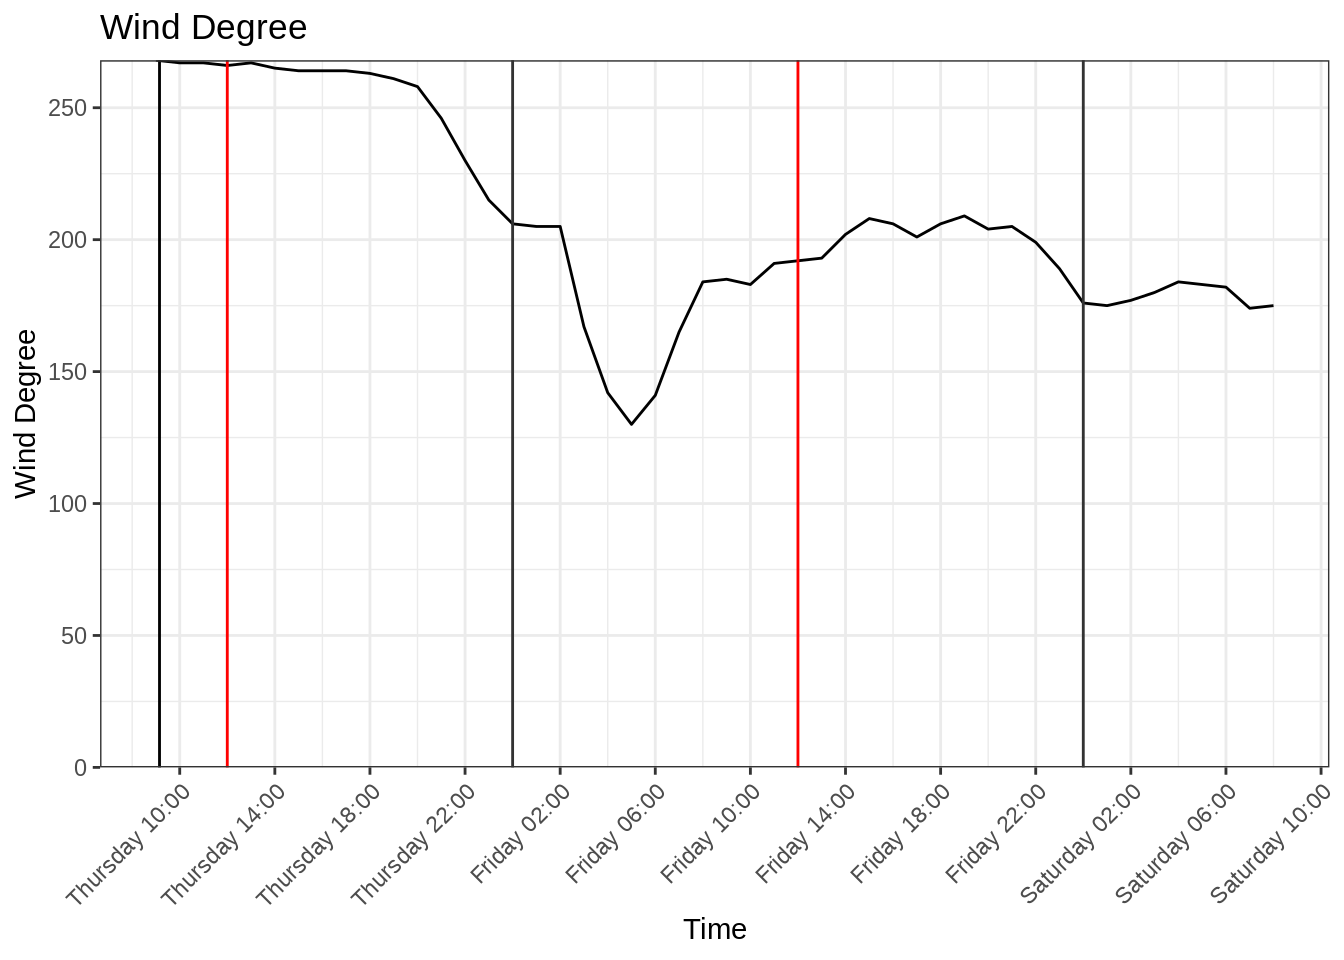 Wind Degree
Wind Degree
250
200
150
100
50
0
Thursday 10:00
Thursday 14:00
Thursday 18:00
Thursday 22:00
Friday 02:00
Friday 06:00
Friday 10:00
Friday 14:00
Friday 18:00
Friday 22:00
Saturday 02:00
Saturday 06:00
Saturday 10:00
Time